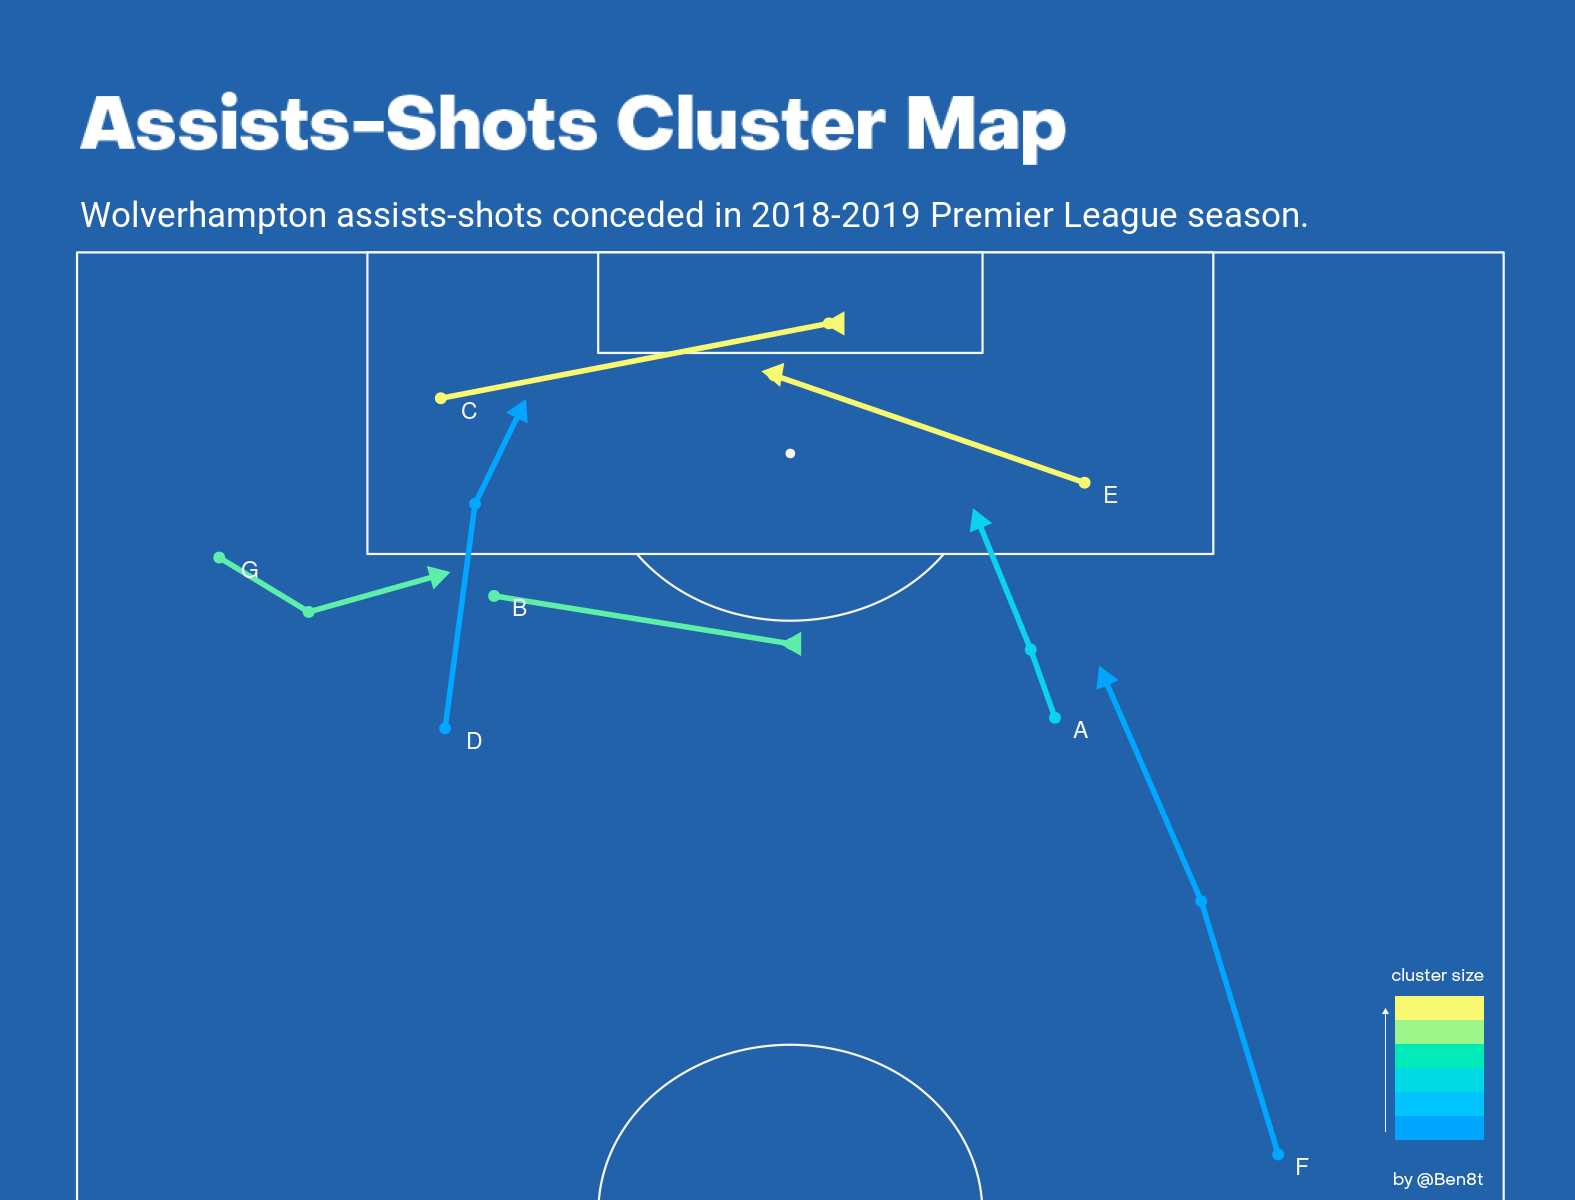 Assists-Shots Cluster Map
Wolverhampton assists-shots conceded in 2018-2019 Premier League season.
C
E
G
B
D
A
cluster size
F
by @Ben8t